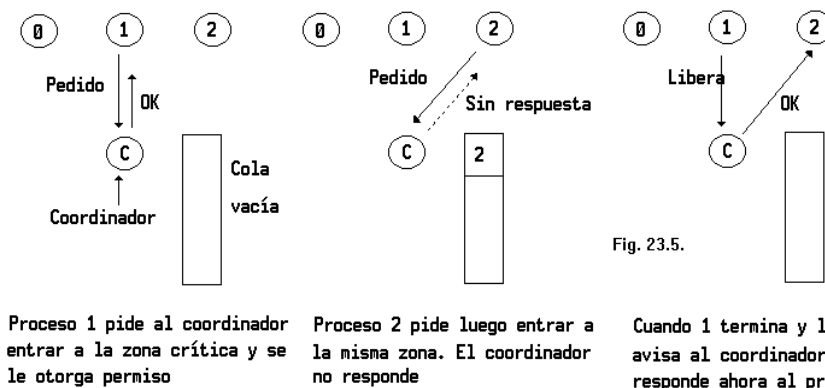 0 1 2
Pedido
OK
C
Cola
vacía
Coordinador
Proceso 1 pide al coordinador
entrar a la zona crítica y se
le otorga permiso
0 1 2
Pedido
Sin respuesta
C
2
Proceso 2 pide luego entrar a
la misma zona. El coordinador
no responde
0 1 2
Libera
OK
C
Fig. 23.5.
Cuando 1 termina y l
avisa al coordinador
responde ahora al pr